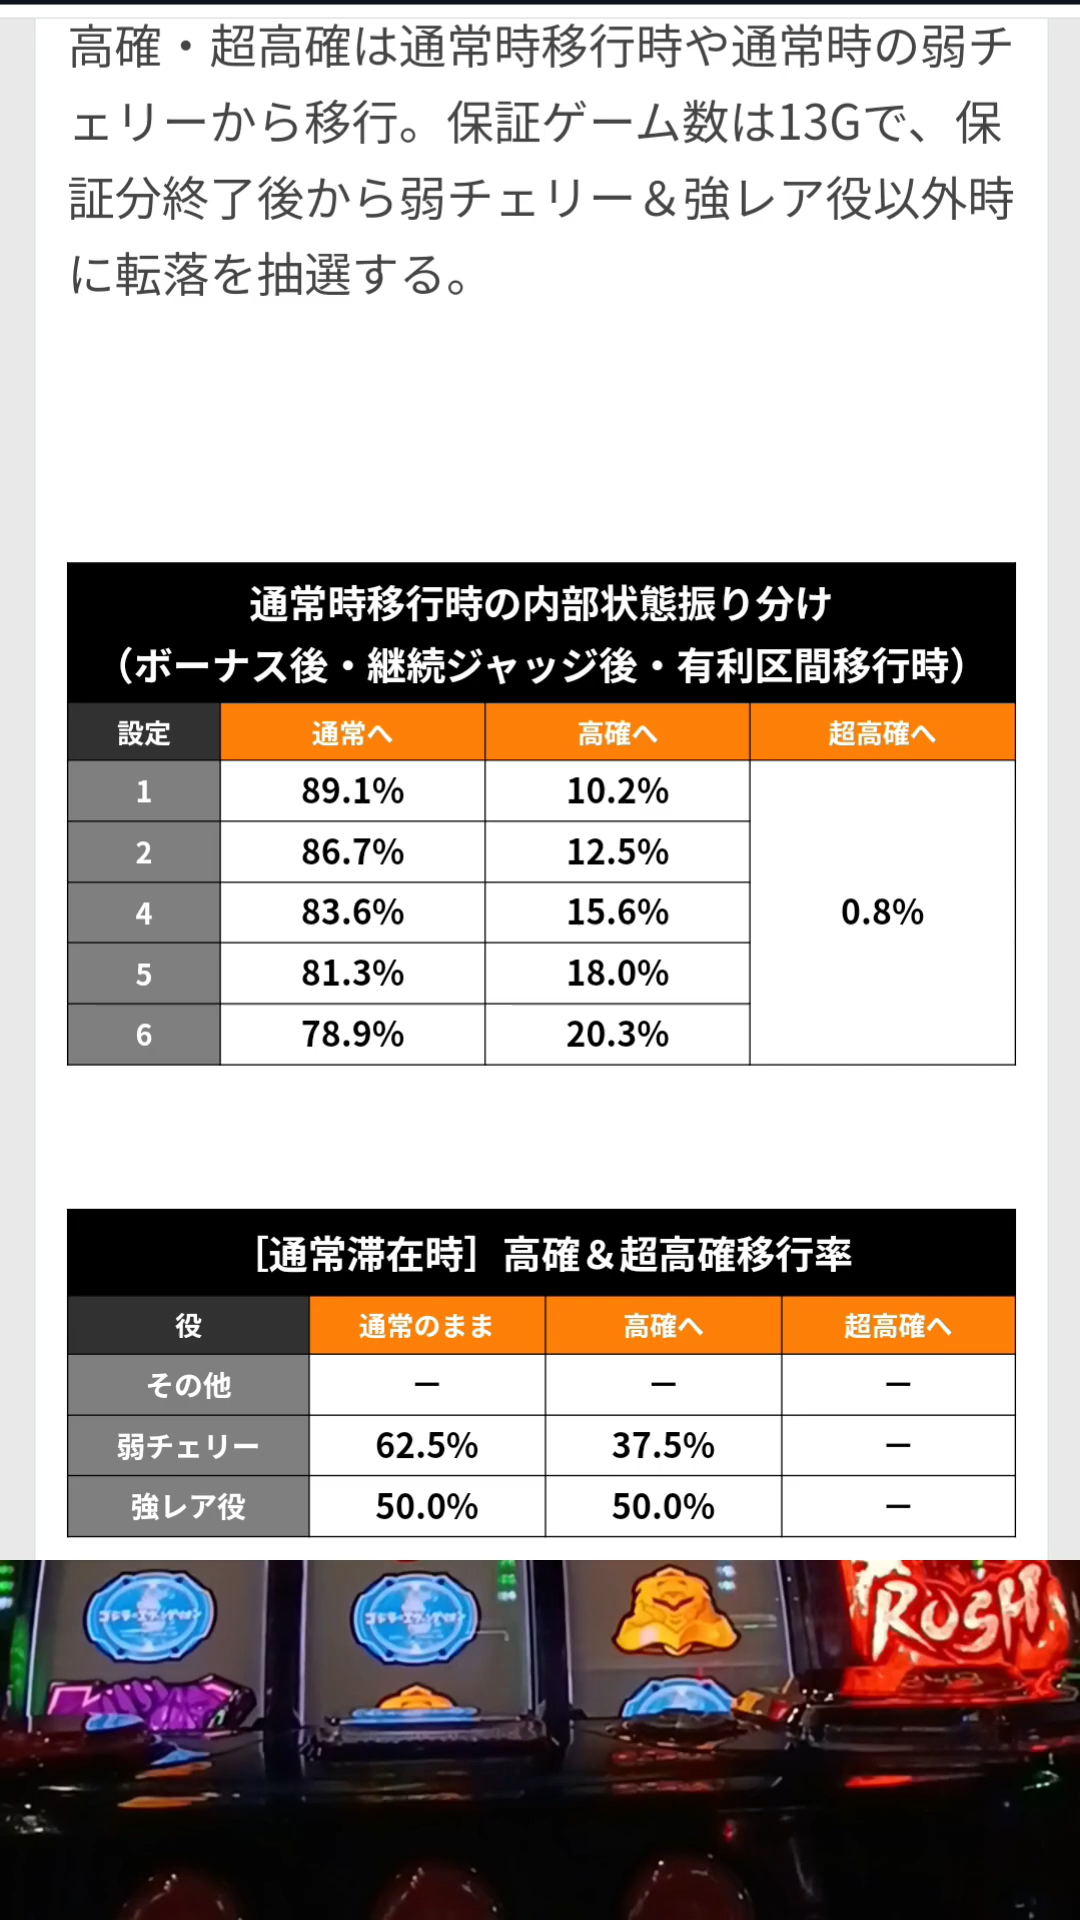 高確・超高確は通常時移行時や通常時の弱チ
ェリーから移行。保証ゲーム数は13Gで、保
証分終了後から弱チェリー＆強レア役以外時
に転落を抽選する。
通常時移行時の内部状態振り分け
（ボーナス後・継続ジャッジ後・有利区間移行時）
設定 通常へ 高確へ 超高確へ
1 89.1% 10.2%
2 86.7% 12.5%
4 83.6% 15.6% 0.8%
5 81.3% 18.0%
6 78.9% 20.3%
［通常滞在時］高確＆超高確移行率
役 通常のまま 高確へ 超高確へ
その他 － － －
弱チェリー 62.5% 37.5% －
強レア役 50.0% 50.0% －
RUSH